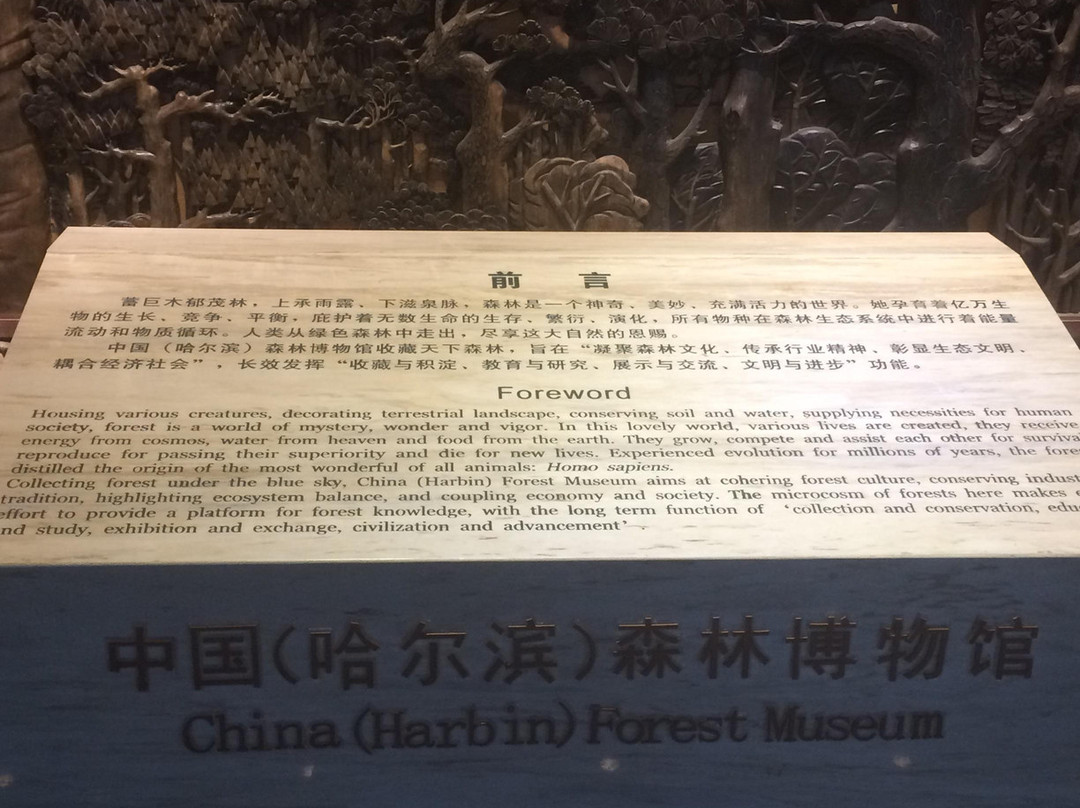 前 言
蓄巨木郁茂林，上承雨露、下滋泉脉，森林是一个神奇、美妙、充满活力的世界。她孕育着亿万生
物的生长、竞争、平衡，庇护着无数生命的生存、繁衍、演化，所有物种在森林生态系统中进行着能量
流动和物质循环。人类从绿色森林中走出，尽享这大自然的恩赐。
中国（哈尔滨）森林博物馆收藏天下森林，旨在“凝聚森林文化、传承行业精神、彰显生态文明、
耦合经济社会”，长效发挥“收藏与积淀、教育与研究、展示与交流、文明与进步”功能。
Foreword
Housing various creatures, decorating terrestrial landscape, conserving soil and water, supplying necessities for human
society, forest is a world of mystery, wonder and vigor. In this lovely world, various lives are created, they receive
energy from cosmos, water from heaven and food from the earth. They grow, compete and assist each other for
reproduce for passing their superiority and die for new lives. Experienced evolution for millions of years, the
distilled the origin of the most wonderful of all animals: Homo sapiens.
Collecting forest under the blue sky, China (Harbin) Forest Museum aims at cohering forest culture, conserving
tradition, highlighting ecosystem balance, and coupling economy and society. The microcosm of forests here makes
effort to provide a platform for forest knowledge, with the long term function of ‘collection and conservation,
and study, exhibition and exchange, civilization and advancement’.
中国（哈尔滨）森林博物馆
China (Harbin) Forest Museum